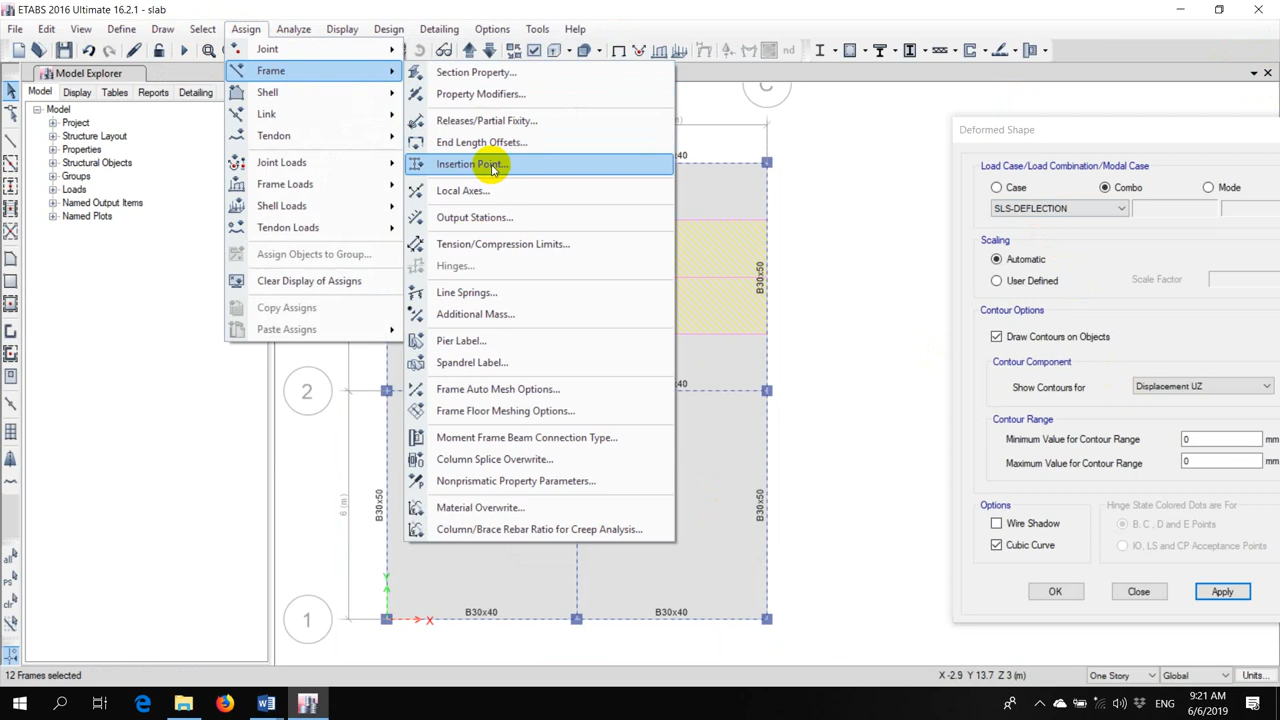 ETABS 2016 Ultimate 16.2.1 - slab
File Edit View Define Draw Select Assign Analyze Display Design Detailing Options Tools Help
nd
Model Explorer
Model Display Tables Reports Detailing
Model
Project
Structure Layout
Properties
Structural Objects
Groups
Loads
Named Output Items
Named Plots
Joint
Frame
Shell
Link
Tendon
Joint Loads
Frame Loads
Shell Loads
Tendon Loads
Assign Objects to Group...
Clear Display of Assigns
Copy Assigns
Paste Assigns
Section Property...
Property Modifiers...
Releases/Partial Fixity...
End Length Offsets...
Insertion Point...
Local Axes...
Output Stations...
Tension/Compression Limits...
Hinges...
Line Springs...
Additional Mass...
Pier Label...
Spandrel Label...
Frame Auto Mesh Options...
Frame Floor Meshing Options...
Moment Frame Beam Connection Type...
Column Splice Overwrite...
Nonprismatic Property Parameters...
Material Overwrite...
Column/Brace Rebar Ratio for Creep Analysis...
C
B30x50
2
6 (m)
B30x50
B30x50
Y
B30x40
B30x40
1
X
Deformed Shape
Load Case/Load Combination/Modal Case
Case Combo Mode
SLS-DEFLECTION
Scaling
Automatic
User Defined Scale Factor
Contour Options
Draw Contours on Objects
Contour Component
Show Contours for Displacement UZ
Contour Range
Minimum Value for Contour Range 0 mm
Maximum Value for Contour Range 0 mm
Options
Wire Shadow
Cubic Curve
Hinge State Colored Dots are For
B, C, D and E Points
IO, LS and CP Acceptance Points
OK Close Apply
12 Frames selected
X -2.9 Y 13.7 Z 3 (m) One Story Global Units...
ENG
9:21 AM
6/6/2019